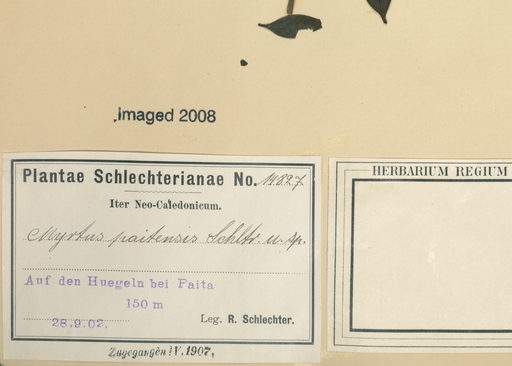 Imaged 2008
Plantae Schlechterianae No. 14827
Iter Neo-Caledonicum.
Myrtus paitensis Schltr. n. sp.
Auf den Huegeln bei Paita
150 m
28.9.02.
Leg. R. Schlechter.
Zugegangen V. 1907.
HERBARIUM REGIUM